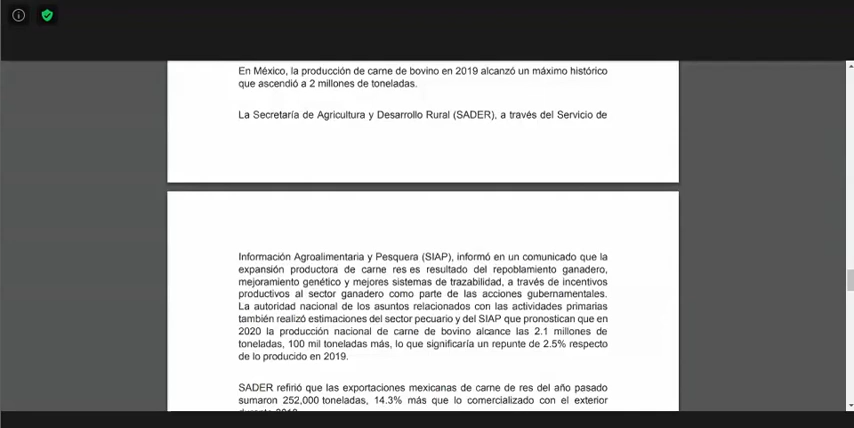 En México, la producción de carne de bovino en 2019 alcanzó un máximo histórico
que ascendió a 2 millones de toneladas.
La Secretaría de Agricultura y Desarrollo Rural (SADER), a través del Servicio de
Información Agroalimentaria y Pesquera (SIAP), informó en un comunicado que la
expansión productora de carne res es resultado del repoblamiento ganadero,
mejoramiento genético y mejores sistemas de trazabilidad, a través de incentivos
productivos al sector ganadero como parte de las acciones gubernamentales.
La autoridad nacional de los asuntos relacionados con las actividades primarias
también realizó estimaciones del sector pecuario y del SIAP que pronostican que en
2020 la producción nacional de carne de bovino alcance las 2.1 millones de
toneladas, 100 mil toneladas más, lo que significaría un repunte de 2.5% respecto
de lo producido en 2019.
SADER refirió que las exportaciones mexicanas de carne de res del año pasado
sumaron 252,000 toneladas, 14.3% más que lo comercializado con el exterior